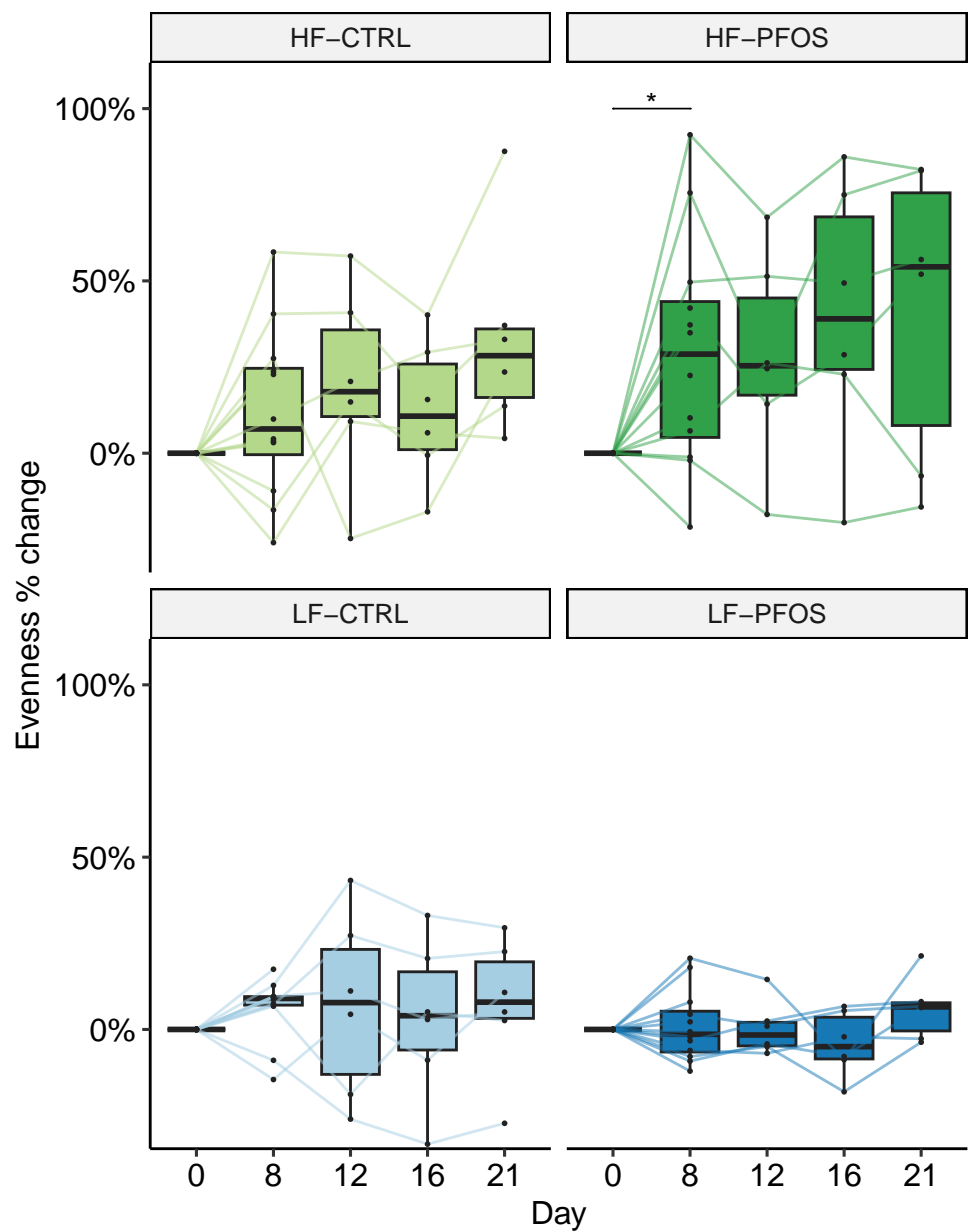 HF−CTRL HF−PFOS
100%
*
50%
0%
Evenness % change
LF−CTRL LF−PFOS
100%
50%
0%
0 8 12 16 21 0 8 12 16 21
Day